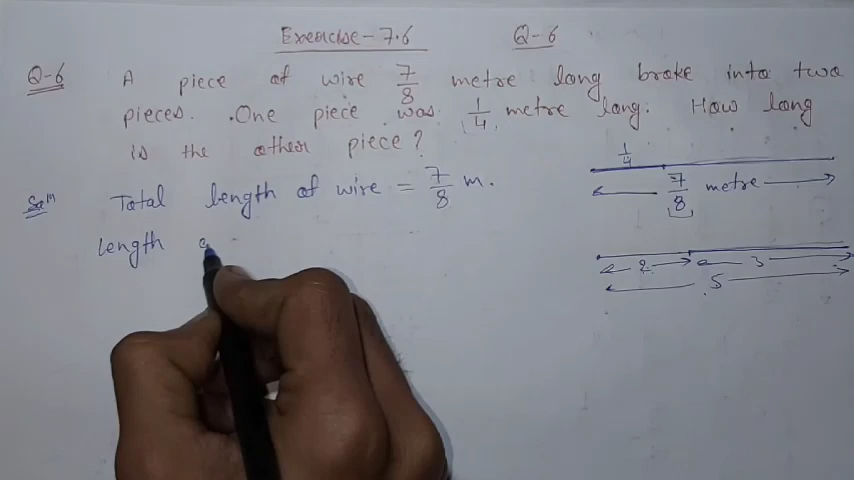 Exercise-7.6 Q-6
Q-6 A piece of wire 7/8 metre long broke into two
pieces. One piece was 1/4 metre long. How long
is the other piece?
Solⁿ Total length of wire = 7/8 m.
Length o
1/4
7/8 metre
2 3
5